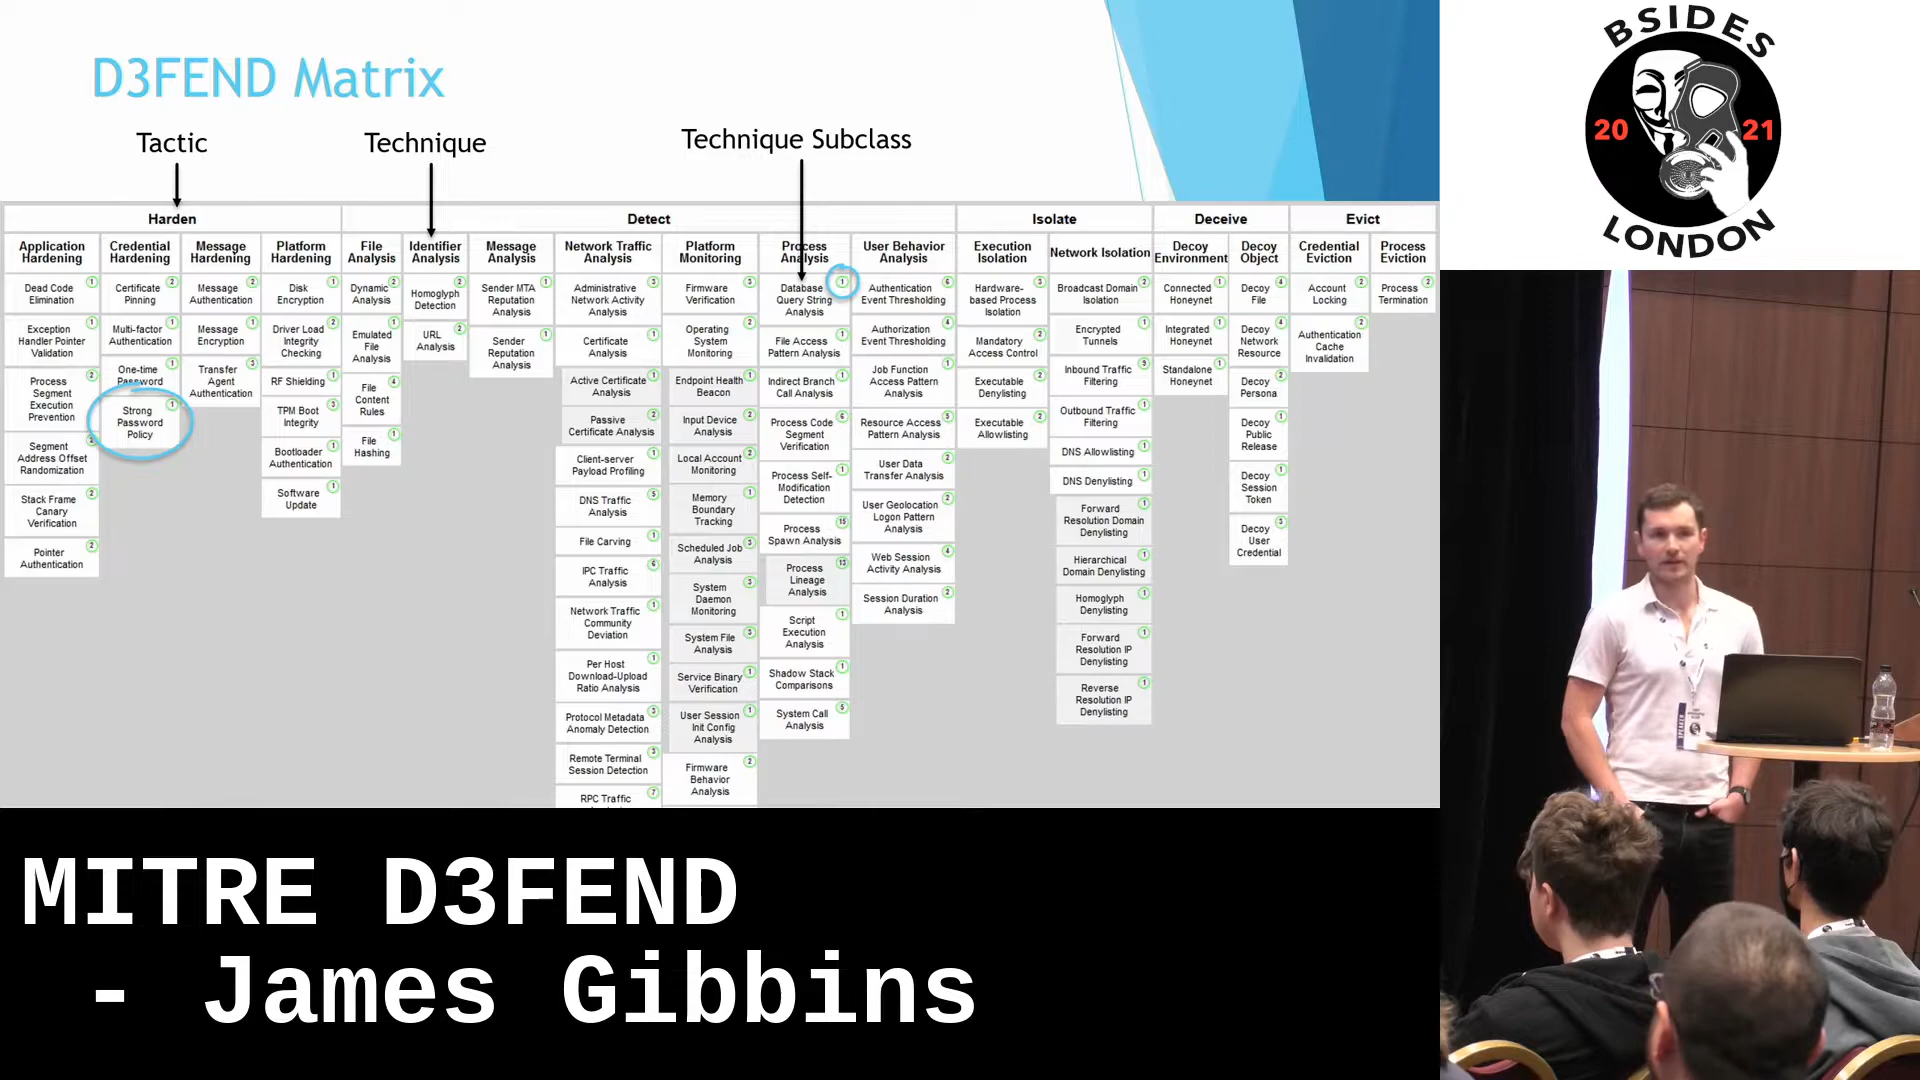 D3FEND Matrix
Tactic
Technique
Technique Subclass
Harden
Detect
Isolate
Deceive
Evict
Application
Hardening
Credential
Hardening
Message
Hardening
Platform
Hardening
File
Analysis
Identifier
Analysis
Message
Analysis
Network Traffic
Analysis
Platform
Monitoring
Process
Analysis
User Behavior
Analysis
Execution
Isolation
Network Isolation
Decoy
Environment
Decoy
Object
Credential
Eviction
Process
Eviction
Dead Code
Elimination
Exception
Handler Pointer
Validation
Process
Segment
Execution
Prevention
Segment
Address Offset
Randomization
Stack Frame
Canary
Verification
Pointer
Authentication
Certificate
Pinning
Multi-factor
Authentication
One-time
Password
Strong
Password
Policy
Message
Authentication
Message
Encryption
Transfer
Agent
Authentication
Disk
Encryption
Driver Load
Integrity
Checking
RF Shielding
TPM Boot
Integrity
Bootloader
Authentication
Software
Update
Dynamic
Analysis
Emulated
File
Analysis
File
Content
Rules
File
Hashing
Homoglyph
Detection
URL
Analysis
Sender MTA
Reputation
Analysis
Sender
Reputation
Analysis
Administrative
Network Activity
Analysis
Certificate
Analysis
Active Certificate
Analysis
Passive
Certificate Analysis
Client-server
Payload Profiling
DNS Traffic
Analysis
File Carving
IPC Traffic
Analysis
Network Traffic
Community
Deviation
Per Host
Download-Upload
Ratio Analysis
Protocol Metadata
Anomaly Detection
Remote Terminal
Session Detection
RPC Traffic
Firmware
Verification
Operating
System
Monitoring
Endpoint Health
Beacon
Input Device
Analysis
Local Account
Monitoring
Memory
Boundary
Tracking
Scheduled Job
Analysis
System
Daemon
Monitoring
System File
Analysis
Service Binary
Verification
User Session
Init Config
Analysis
Firmware
Behavior
Analysis
Database
Query String
Analysis
File Access
Pattern Analysis
Indirect Branch
Call Analysis
Process Code
Segment
Verification
Process Self-
Modification
Detection
Process
Spawn Analysis
Process
Lineage
Analysis
Script
Execution
Analysis
Shadow Stack
Comparisons
System Call
Analysis
Authentication
Event Thresholding
Authorization
Event Thresholding
Job Function
Access Pattern
Analysis
Resource Access
Pattern Analysis
User Data
Transfer Analysis
User Geolocation
Logon Pattern
Analysis
Web Session
Activity Analysis
Session Duration
Analysis
Hardware-
based Process
Isolation
Mandatory
Access Control
Executable
Denylisting
Executable
Allowlisting
Broadcast Domain
Isolation
Encrypted
Tunnels
Inbound Traffic
Filtering
Outbound Traffic
Filtering
DNS Allowlisting
DNS Denylisting
Forward
Resolution Domain
Denylisting
Hierarchical
Domain Denylisting
Homoglyph
Denylisting
Forward
Resolution IP
Denylisting
Reverse
Resolution IP
Denylisting
Connected
Honeynet
Integrated
Honeynet
Standalone
Honeynet
Decoy
File
Decoy
Network
Resource
Decoy
Persona
Decoy
Public
Release
Decoy
Session
Token
Decoy
User
Credential
Account
Locking
Authentication
Cache
Invalidation
Process
Termination
BSIDES
20 21
LONDON
MITRE D3FEND
- James Gibbins